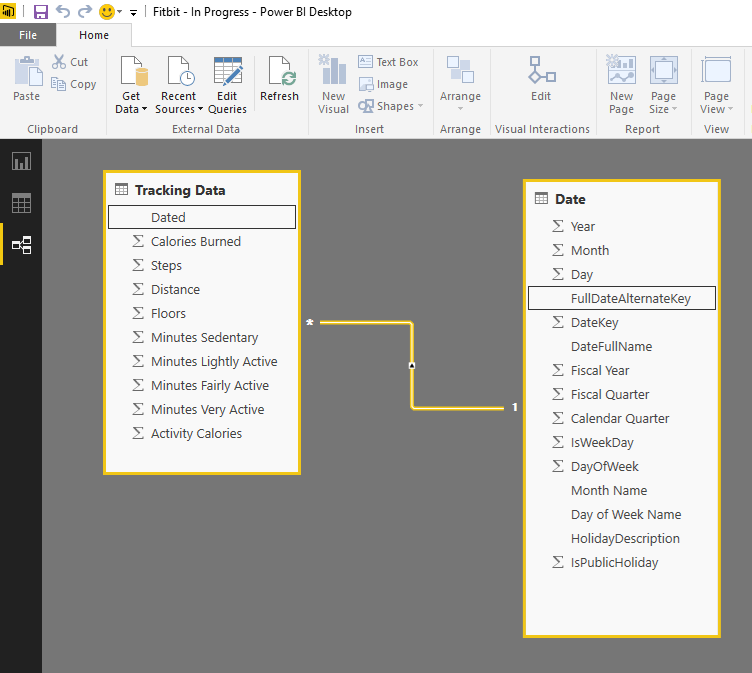 Fitbit - In Progress - Power BI Desktop
File
Home
Paste
Cut
Copy
Clipboard
Get
Data
Recent
Sources
Edit
Queries
Refresh
External Data
New
Visual
Text Box
Image
Shapes
Insert
Arrange
Arrange
Edit
Visual Interactions
New
Page
Page
Size
Report
Page
View
View
Tracking Data
Dated
Σ Calories Burned
Σ Steps
Σ Distance
Σ Floors
Σ Minutes Sedentary
Σ Minutes Lightly Active
Σ Minutes Fairly Active
Σ Minutes Very Active
Σ Activity Calories
*
1
Date
Σ Year
Σ Month
Σ Day
FullDateAlternateKey
Σ DateKey
DateFullName
Σ Fiscal Year
Σ Fiscal Quarter
Σ Calendar Quarter
Σ IsWeekDay
Σ DayOfWeek
Month Name
Day of Week Name
HolidayDescription
Σ IsPublicHoliday